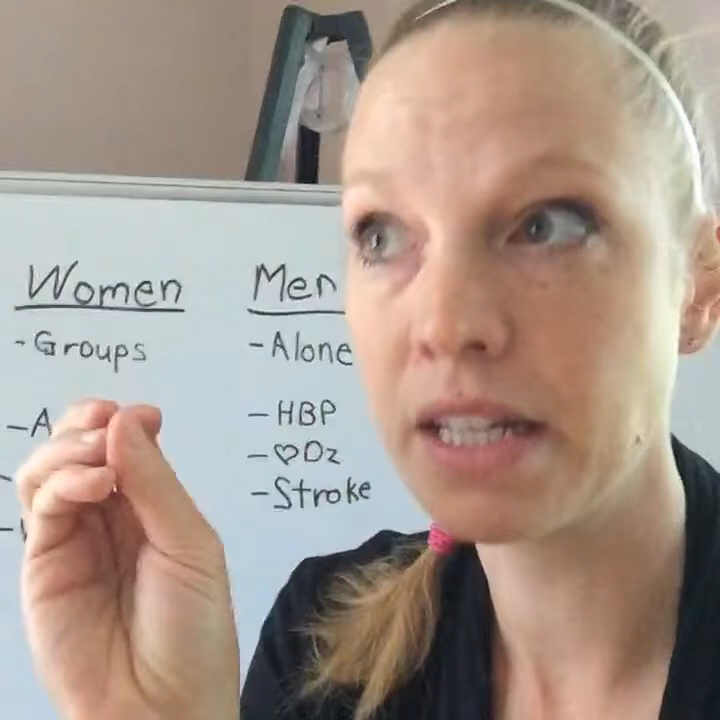 Women
- Groups
Men
- Alone
- HBP
- ♡Dz
- Stroke